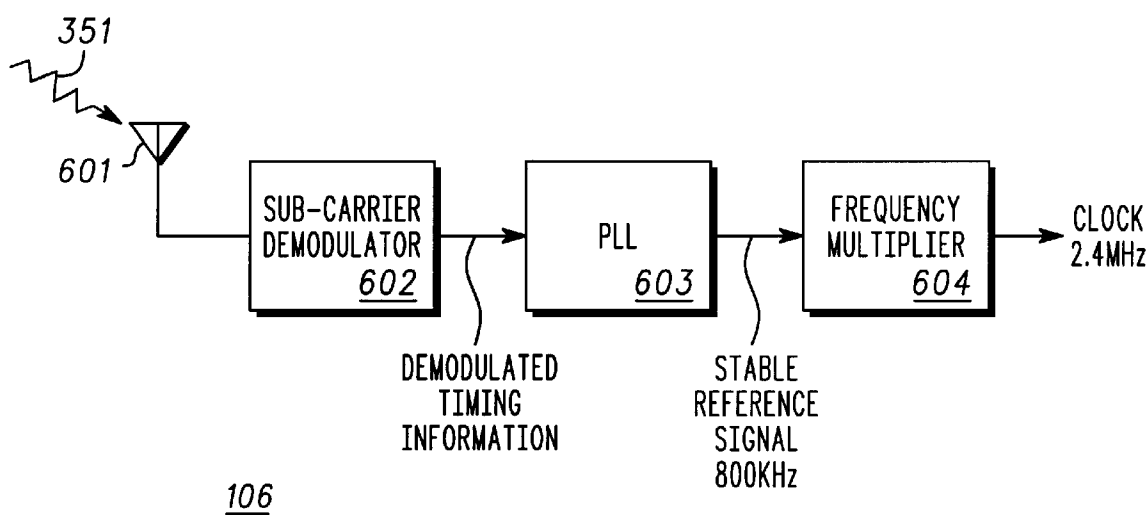 351
601
SUB-CARRIER
DEMODULATOR
602
PLL
603
FREQUENCY
MULTIPLIER
604
CLOCK
2.4MHz
DEMODULATED
TIMING
INFORMATION
STABLE
REFERENCE
SIGNAL
800KHz
106